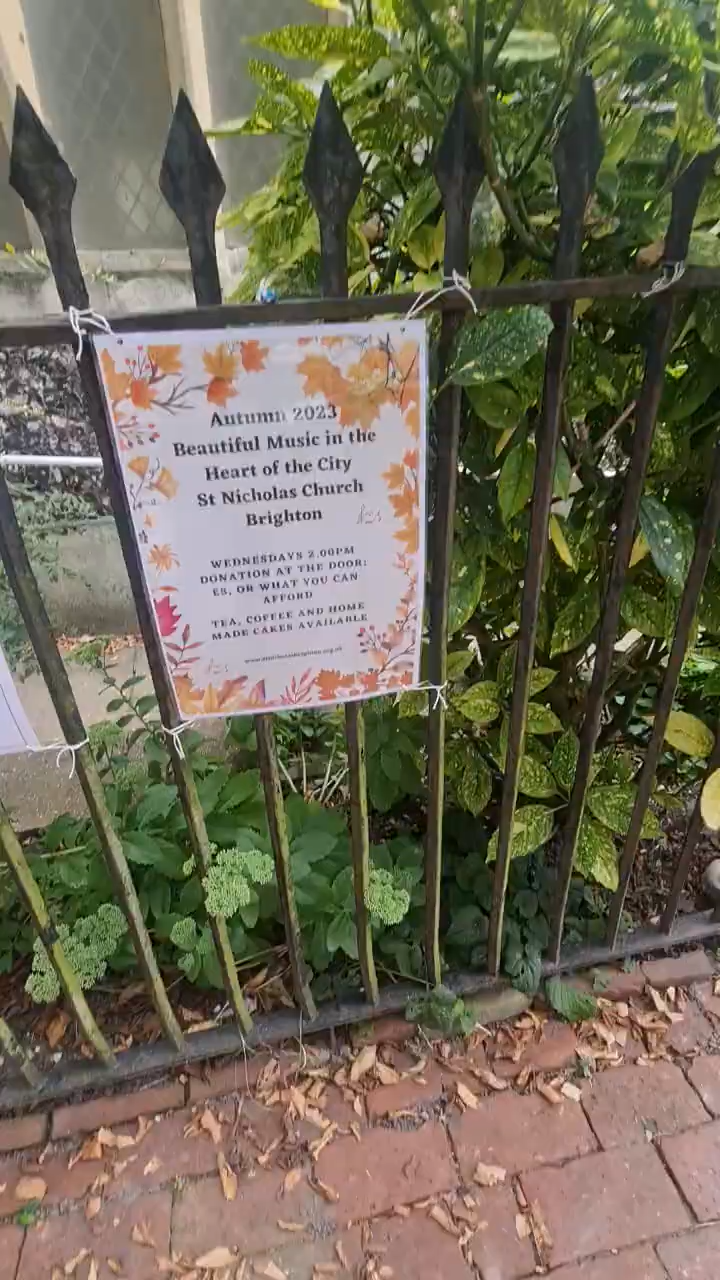 Autumn 2023
Beautiful Music in the
Heart of the City
St Nicholas Church
Brighton
WEDNESDAYS 2.00PM
DONATION AT THE DOOR:
£8, OR WHAT YOU CAN
AFFORD
TEA, COFFEE AND HOME
MADE CAKES AVAILABLE